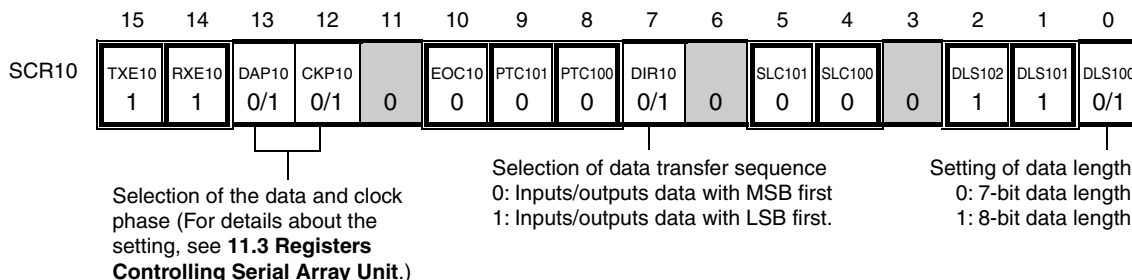 15 14 13 12 11 10 9 8 7 6 5 4 3 2 1 0
SCR10 TXE10 RXE10 DAP10 CKP10 EOC10 PTC101 PTC100 DIR10 SLC101 SLC100 DLS102 DLS101 DLS100
1 1 0/1 0/1 0 0 0 0 0/1 0 0 0 0 1 1 0/1
Selection of the data and clock
phase (For details about the
setting, see 11.3 Registers
Controlling Serial Array Unit.)
Selection of data transfer sequence
0: Inputs/outputs data with MSB first
1: Inputs/outputs data with LSB first.
Setting of data length
0: 7-bit data length
1: 8-bit data length